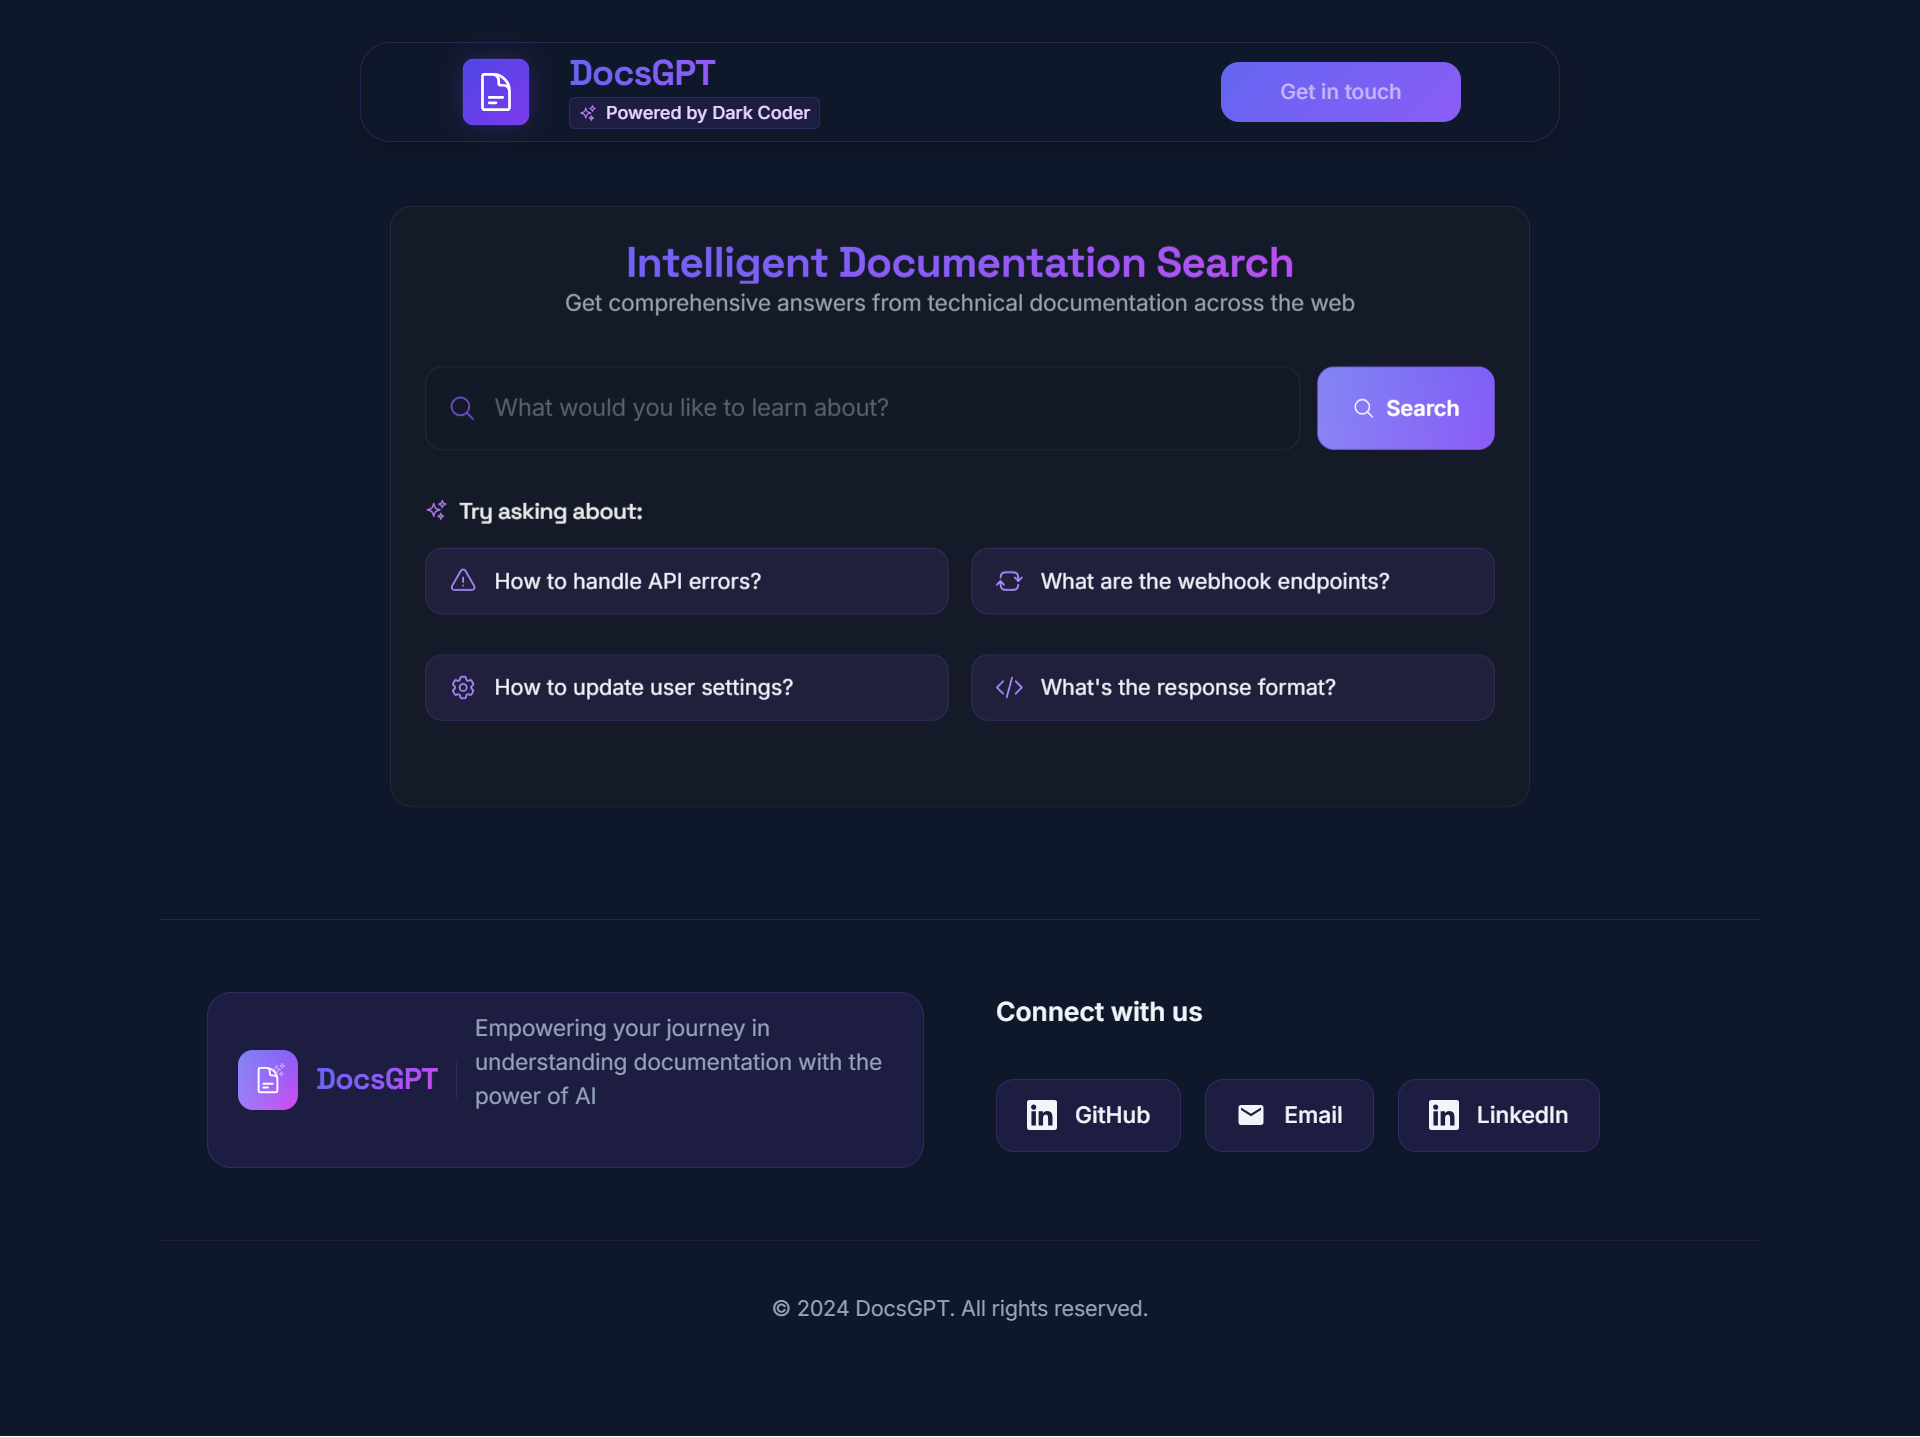 DocsGPT
Powered by Dark Coder
Get in touch
Intelligent Documentation Search
Get comprehensive answers from technical documentation across the web
What would you like to learn about?
Search
Try asking about:
How to handle API errors?
What are the webhook endpoints?
How to update user settings?
What's the response format?
DocsGPT
Empowering your journey in
understanding documentation with the
power of AI
Connect with us
GitHub
Email
LinkedIn
© 2024 DocsGPT. All rights reserved.